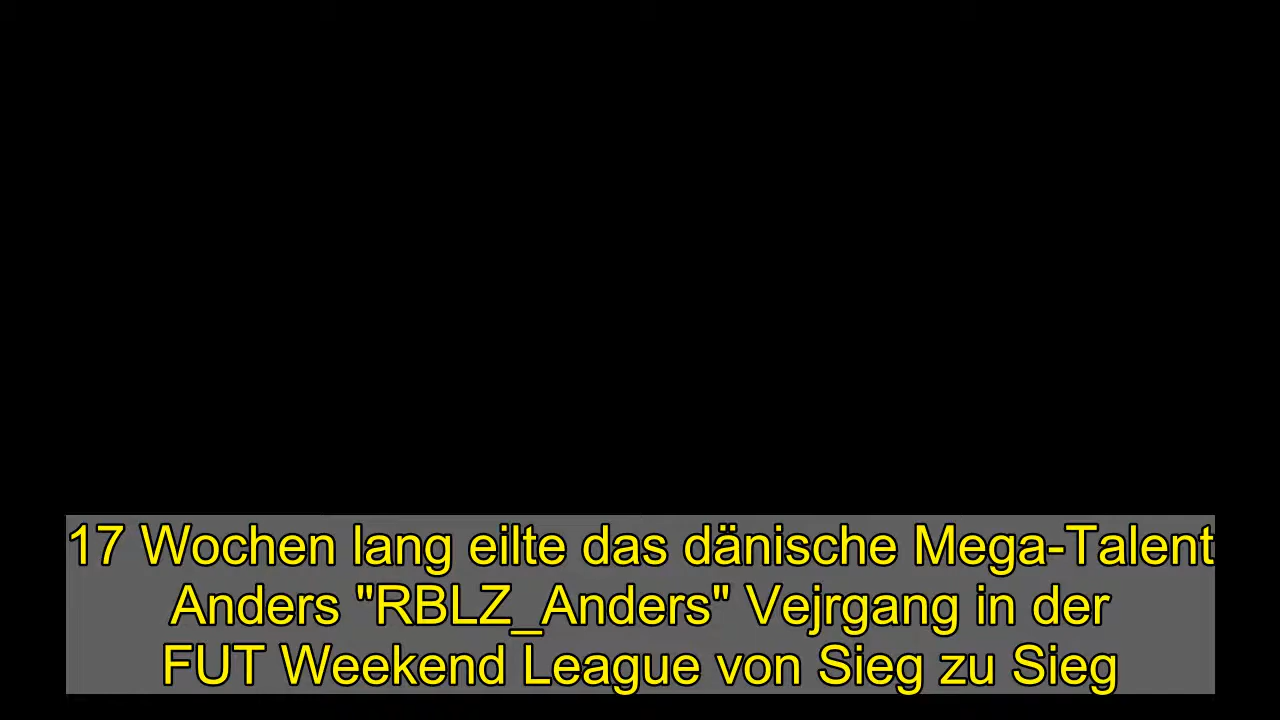 17 Wochen lang eilte das dänische Mega-Talent
Anders "RBLZ_Anders" Vejrgang in der
FUT Weekend League von Sieg zu Sieg